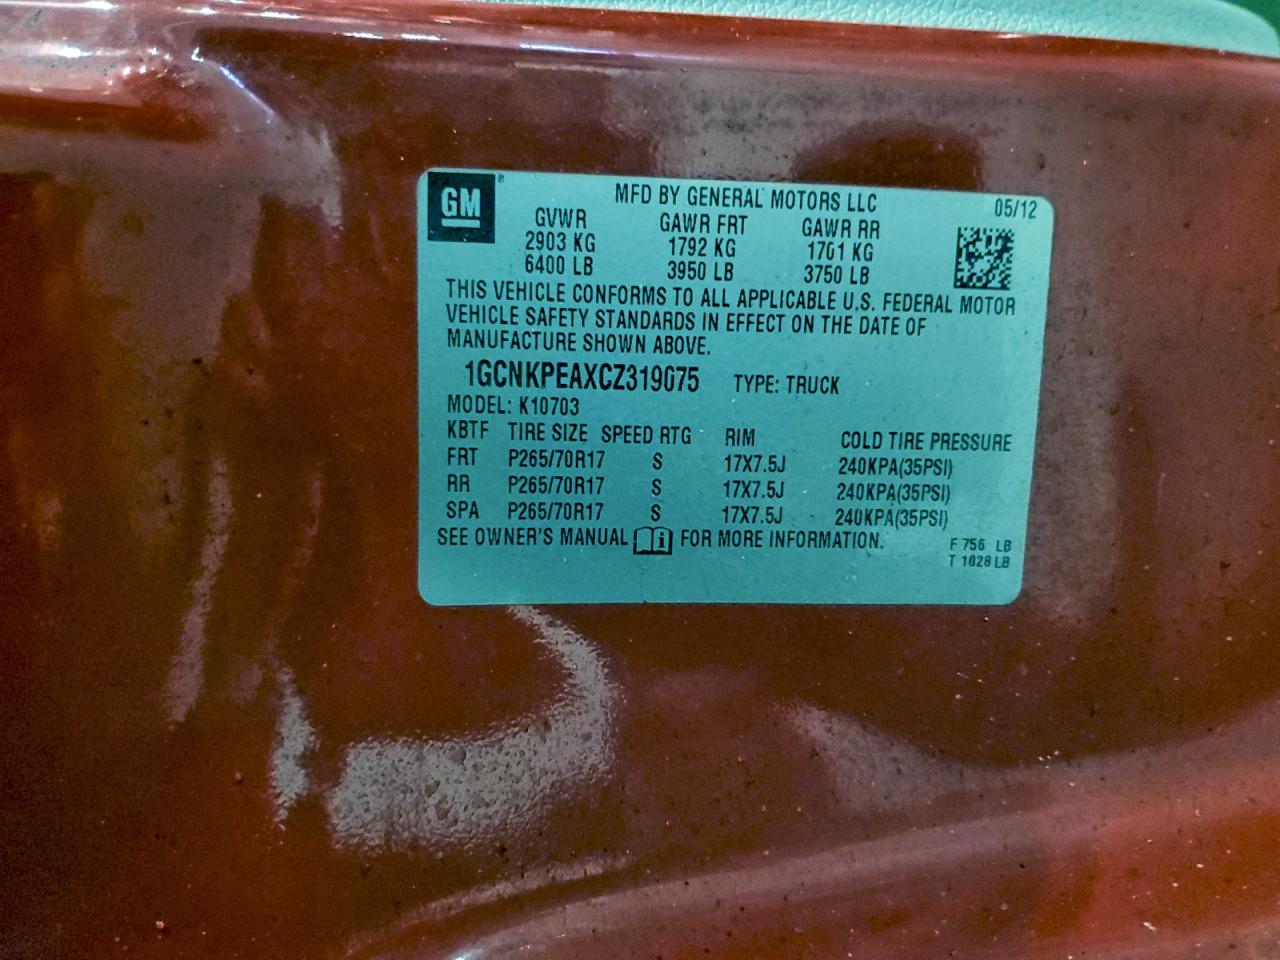 GM
MFD BY GENERAL MOTORS LLC 05/12
GVWR GAWR FRT GAWR RR
2903 KG 1792 KG 1701 KG
6400 LB 3950 LB 3750 LB
THIS VEHICLE CONFORMS TO ALL APPLICABLE U.S. FEDERAL MOTOR
VEHICLE SAFETY STANDARDS IN EFFECT ON THE DATE OF
MANUFACTURE SHOWN ABOVE.
1GCNKPEAXCZ319075 TYPE: TRUCK
MODEL: K10703
KBTF TIRE SIZE SPEED RTG RIM COLD TIRE PRESSURE
FRT P265/70R17 S 17X7.5J 240KPA(35PSI)
RR P265/70R17 S 17X7.5J 240KPA(35PSI)
SPA P265/70R17 S 17X7.5J 240KPA(35PSI)
SEE OWNER'S MANUAL FOR MORE INFORMATION.
F 756 LB
T 1028 LB